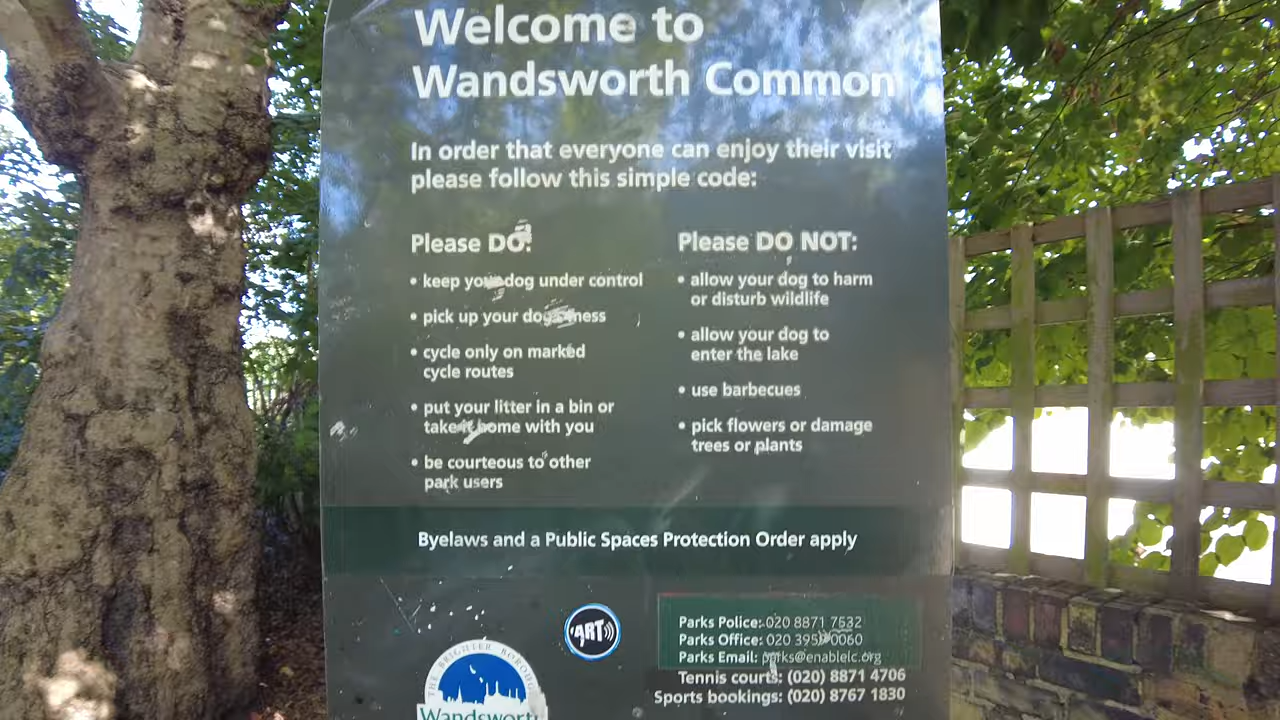 Welcome to
Wandsworth Common
In order that everyone can enjoy their visit
please follow this simple code:
Please DO:
• keep your dog under control
• pick up your dog's mess
• cycle only on marked
cycle routes
• put your litter in a bin or
take it home with you
• be courteous to other
park users
Please DO NOT:
• allow your dog to harm
or disturb wildlife
• allow your dog to
enter the lake
• use barbecues
• pick flowers or damage
trees or plants
Byelaws and a Public Spaces Protection Order apply
ART
THE BRIGHTER BOROUGH
Wandsworth
Parks Police: 020 8871 7532
Parks Office: 020 0060
Parks Email: parks@enablelc.org
Tennis courts: (020) 8871 4706
Sports bookings: (020) 8767 1830